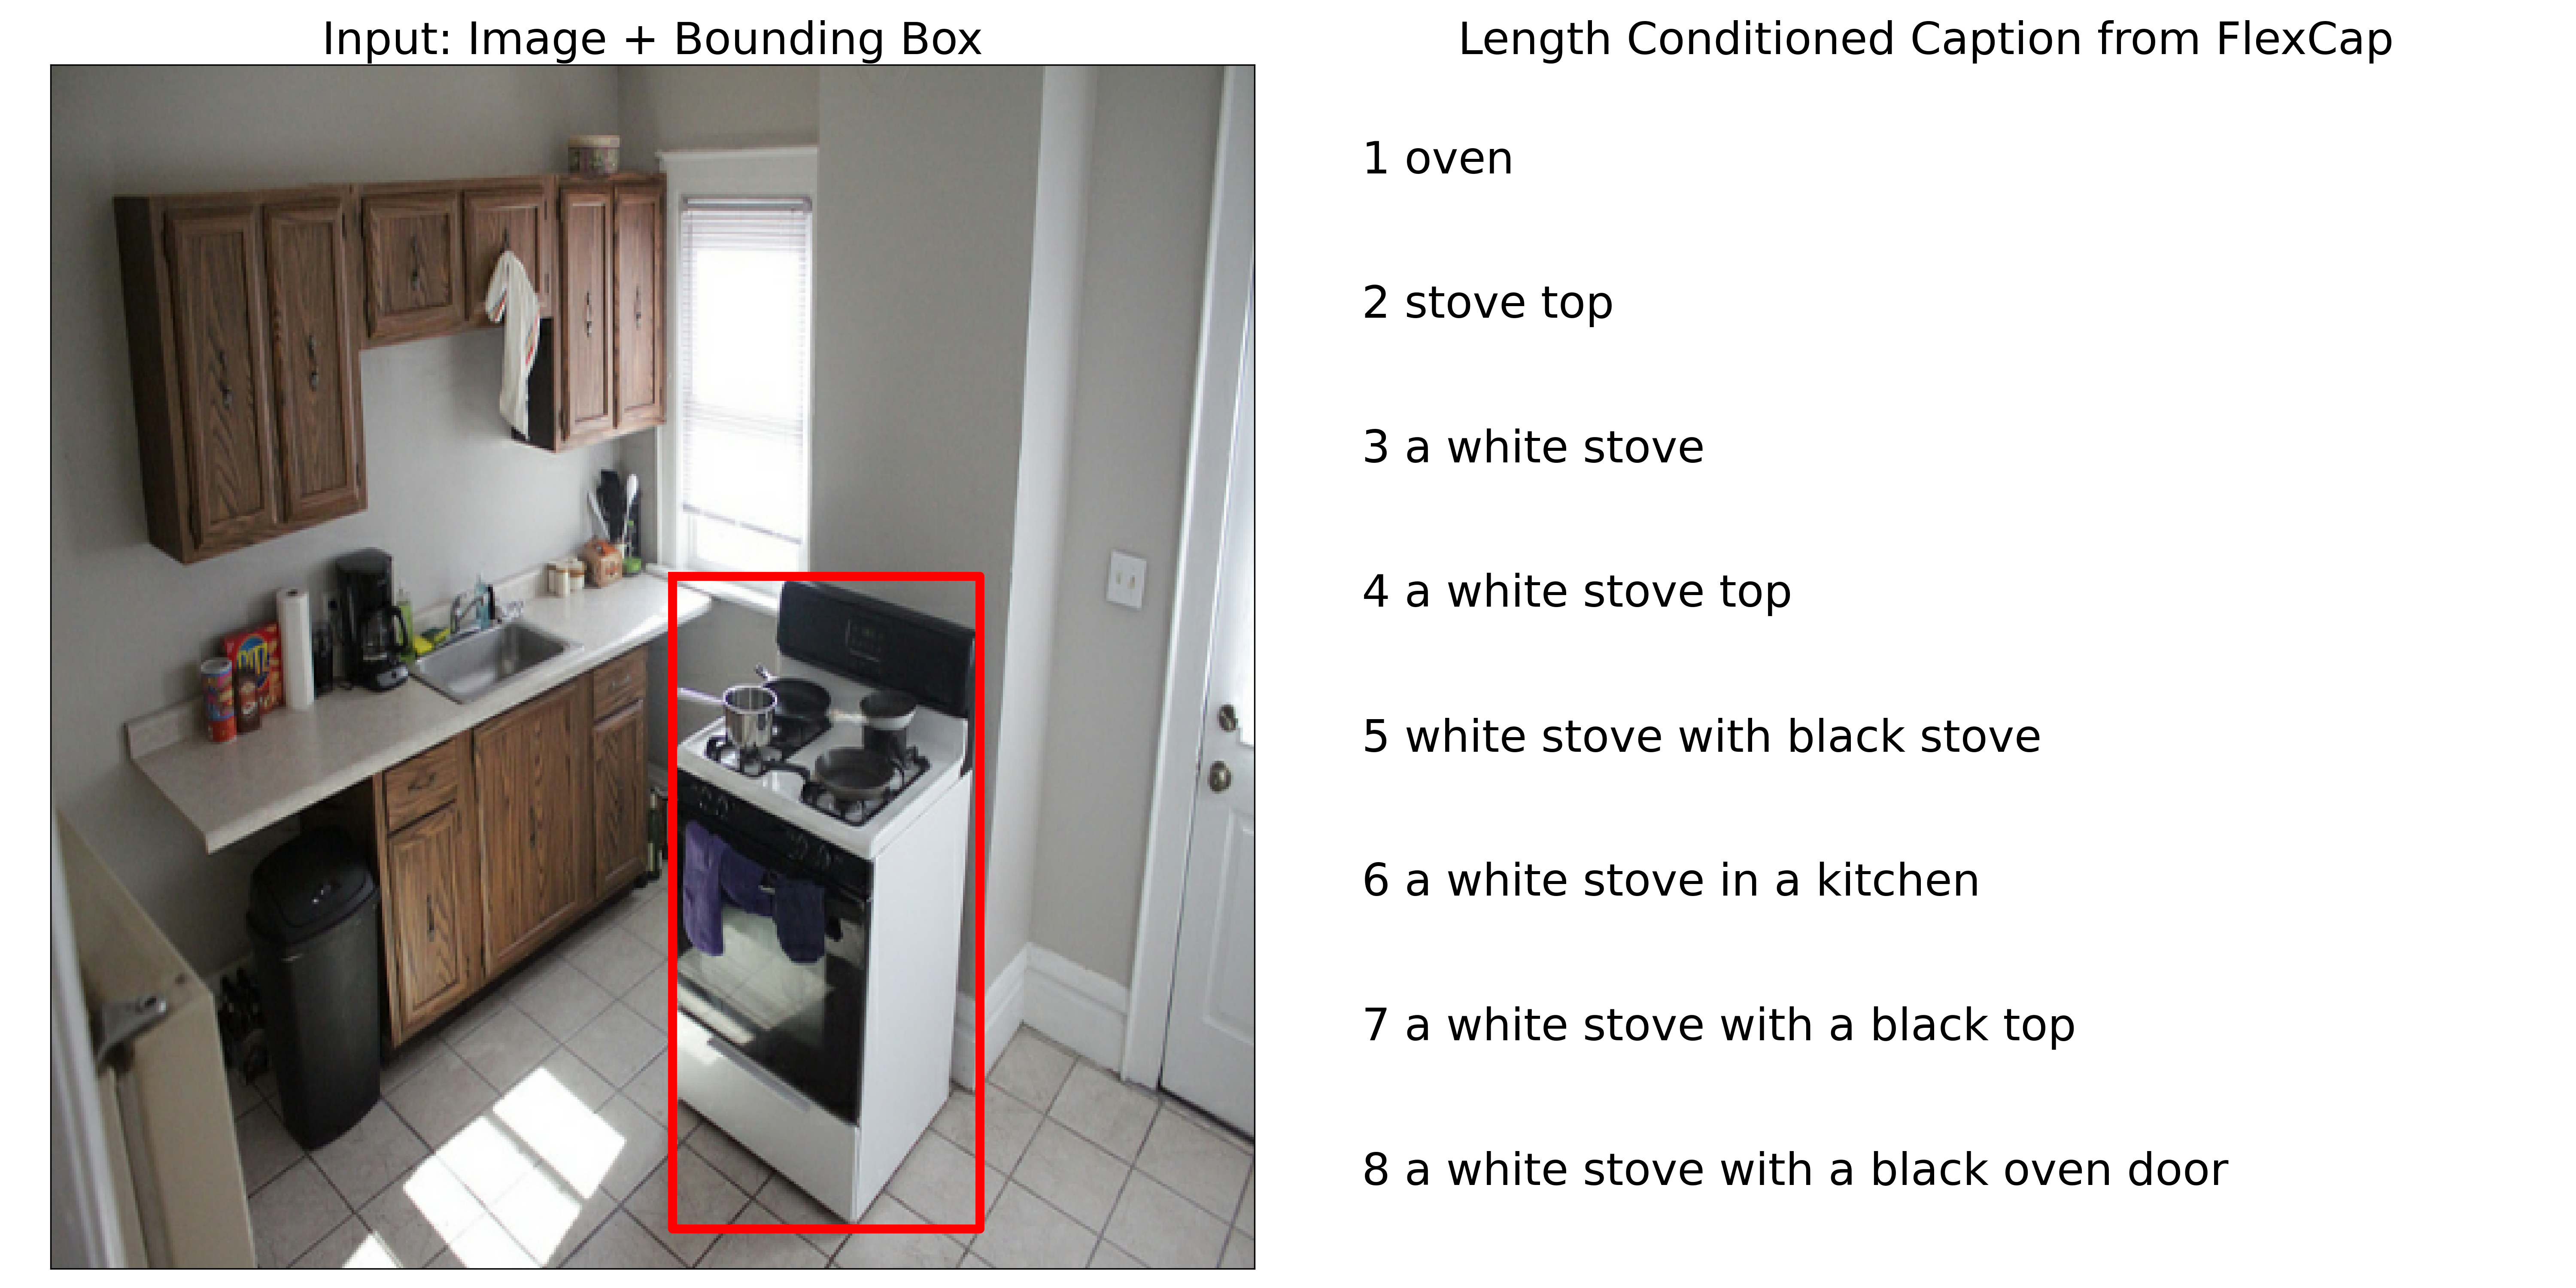 Input: Image + Bounding Box
Length Conditioned Caption from FlexCap
1 oven
2 stove top
3 a white stove
4 a white stove top
5 white stove with black stove
6 a white stove in a kitchen
7 a white stove with a black top
8 a white stove with a black oven door
RITZ